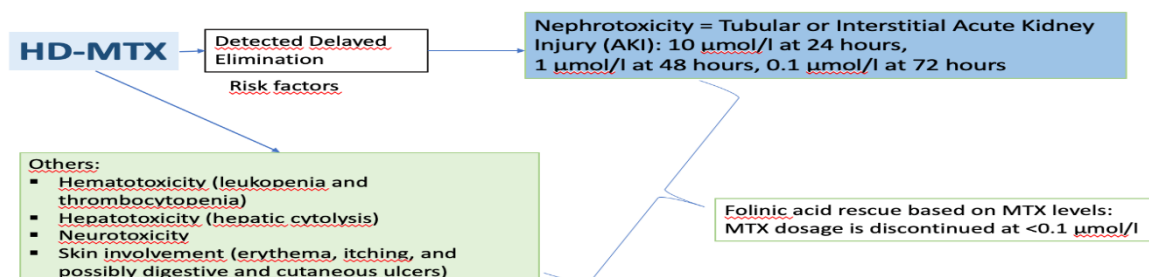 HD-MTX
Detected Delayed
Elimination
Risk factors
Nephrotoxicity = Tubular or Interstitial Acute Kidney
Injury (AKI): 10 μmol/l at 24 hours,
1 μmol/l at 48 hours, 0.1 μmol/l at 72 hours
Others:
▪ Hematotoxicity (leukopenia and
thrombocytopenia)
▪ Hepatotoxicity (hepatic cytolysis)
▪ Neurotoxicity
▪ Skin involvement (erythema, itching, and
possibly digestive and cutaneous ulcers)
Folinic acid rescue based on MTX levels:
MTX dosage is discontinued at <0.1 μmol/l